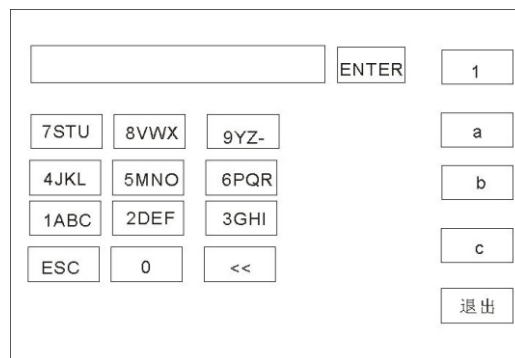 ENTER 1
7STU 8VWX 9YZ- a
4JKL 5MNO 6PQR b
1ABC 2DEF 3GHI
ESC 0 << c
退出